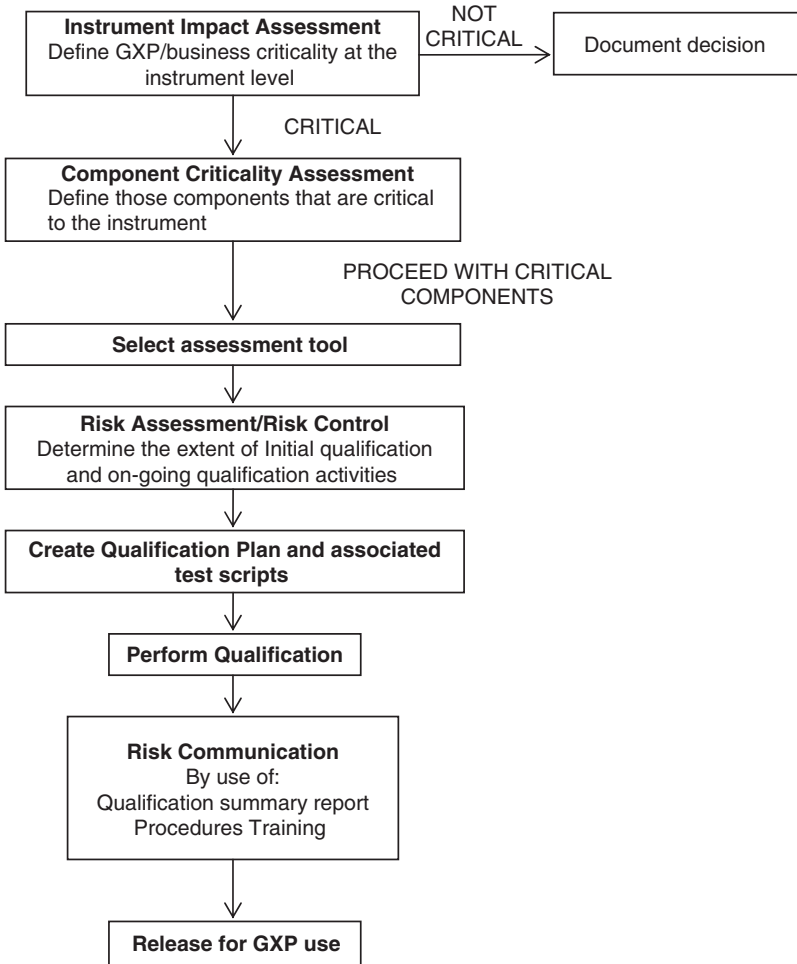 Instrument Impact Assessment
Define GXP/business criticality at the
instrument level
NOT
CRITICAL
Document decision
CRITICAL
Component Criticality Assessment
Define those components that are critical
to the instrument
PROCEED WITH CRITICAL
COMPONENTS
Select assessment tool
Risk Assessment/Risk Control
Determine the extent of Initial qualification
and on-going qualification activities
Create Qualification Plan and associated
test scripts
Perform Qualification
Risk Communication
By use of:
Qualification summary report
Procedures Training
Release for GXP use